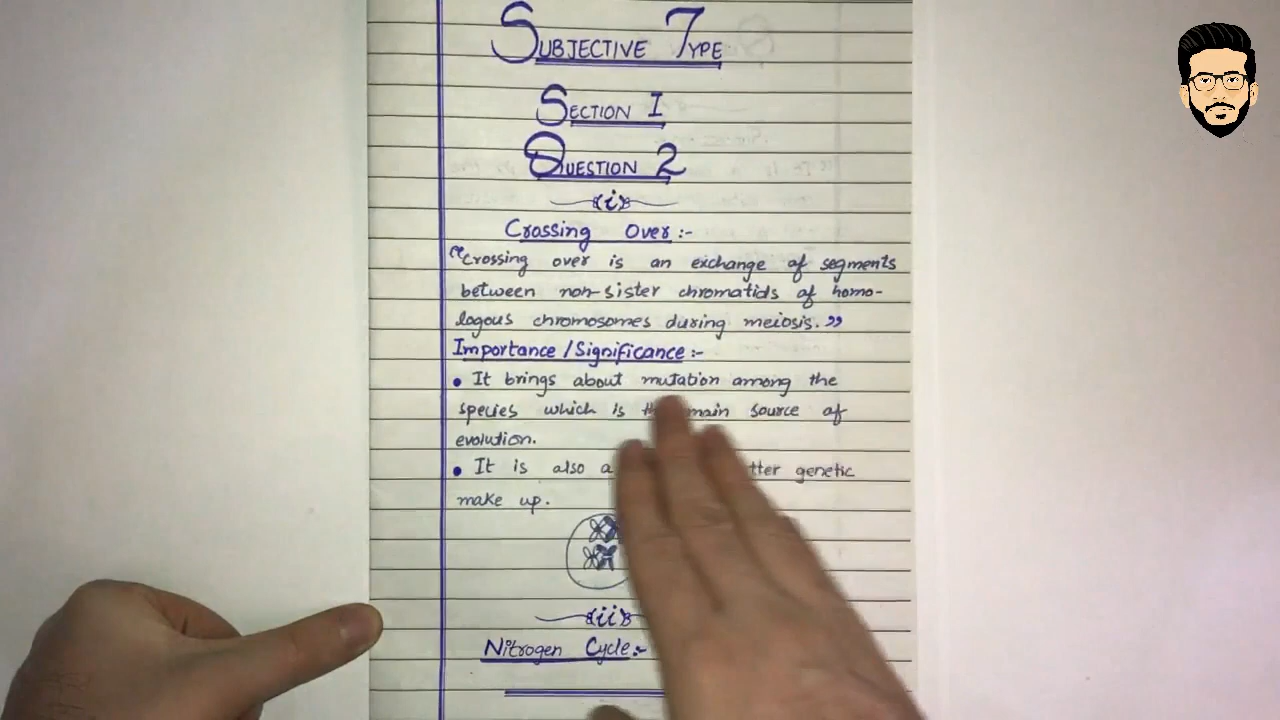 SUBJECTIVE TYPE
SECTION I
QUESTION 2
i
Crossing Over:-
“Crossing over is an exchange of segments
between non-sister chromatids of homo-
logous chromosomes during meiosis.”
Importance/Significance:-
• It brings about mutation among the
species which is main source of
evolution.
• It is also genetic
make up.
ii
Nitrogen Cycle:-